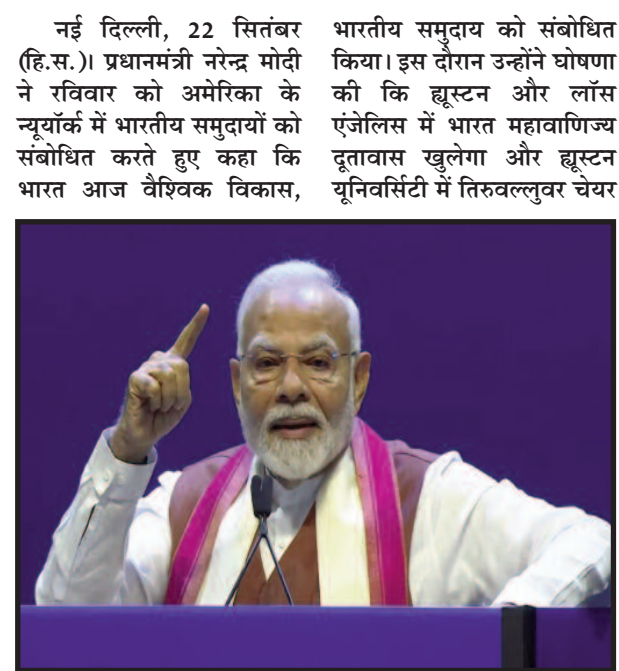 नई दिल्ली, 22 सितंबर
(हि.स.)। प्रधानमंत्री नरेन्द्र मोदी
ने रविवार को अमेरिका के
न्यूयॉर्क में भारतीय समुदायों को
संबोधित करते हुए कहा कि
भारत आज वैश्विक विकास,
भारतीय समुदाय को संबोधित
किया। इस दौरान उन्होंने घोषणा
की कि ह्यूस्टन और लॉस
एंजेलिस में भारत महावाणिज्य
दूतावास खुलेगा और ह्यूस्टन
यूनिवर्सिटी में तिरुवल्लुवर चेयर